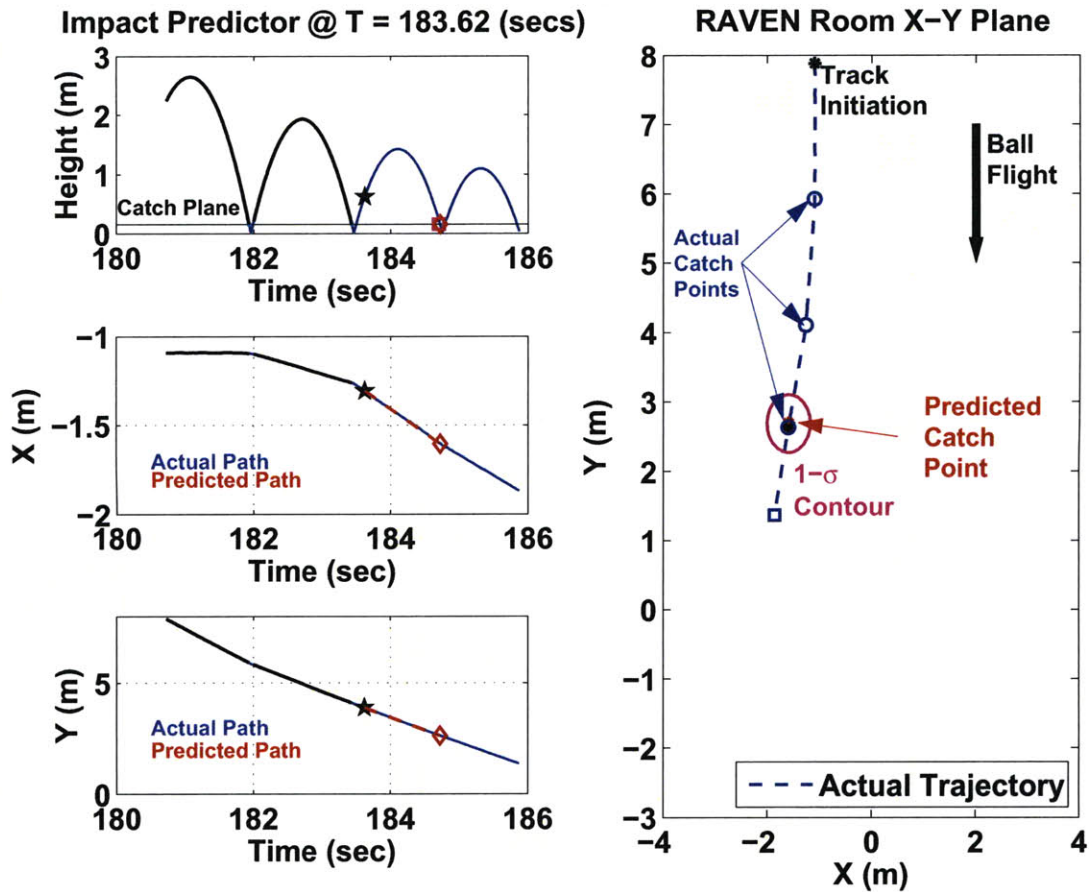 Impact Predictor @ T = 183.62 (secs)
3
2
1
0
Height (m)
Catch Plane
180
182
184
186
Time (sec)
−1
−1.5
−2
X (m)
Actual Path
Predicted Path
180
182
184
186
Time (sec)
5
0
Y (m)
Actual Path
Predicted Path
180
182
184
186
Time (sec)
RAVEN Room X−Y Plane
8
7
6
5
4
3
2
1
0
−1
−2
−3
Y (m)
Track
Initiation
Ball
Flight
Actual
Catch
Points
Predicted
Catch
Point
1−σ
Contour
Actual Trajectory
−4
−2
0
2
4
X (m)